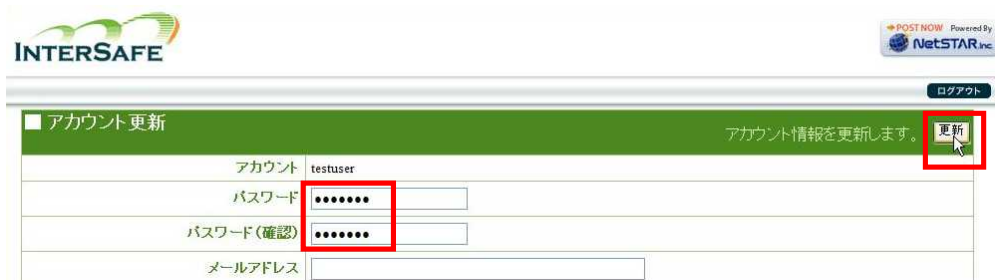 INTERSAFE
POST NOW Powered By
NetSTAR.inc
ログアウト
■ アカウント更新
アカウント情報を更新します。 更新
アカウント testuser
パスワード •••••••
パスワード(確認) •••••••
メールアドレス